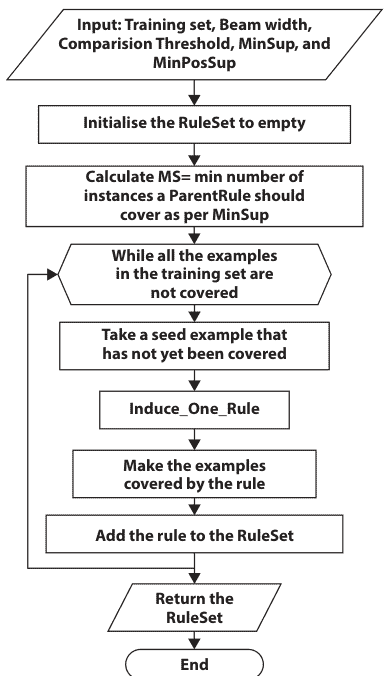 Input: Training set, Beam width,
Comparision Threshold, MinSup, and
MinPosSup
Initialise the RuleSet to empty
Calculate MS= min number of
instances a ParentRule should
cover as per MinSup
While all the examples
in the training set are
not covered
Take a seed example that
has not yet been covered
Induce_One_Rule
Make the examples
covered by the rule
Add the rule to the RuleSet
Return the
RuleSet
End